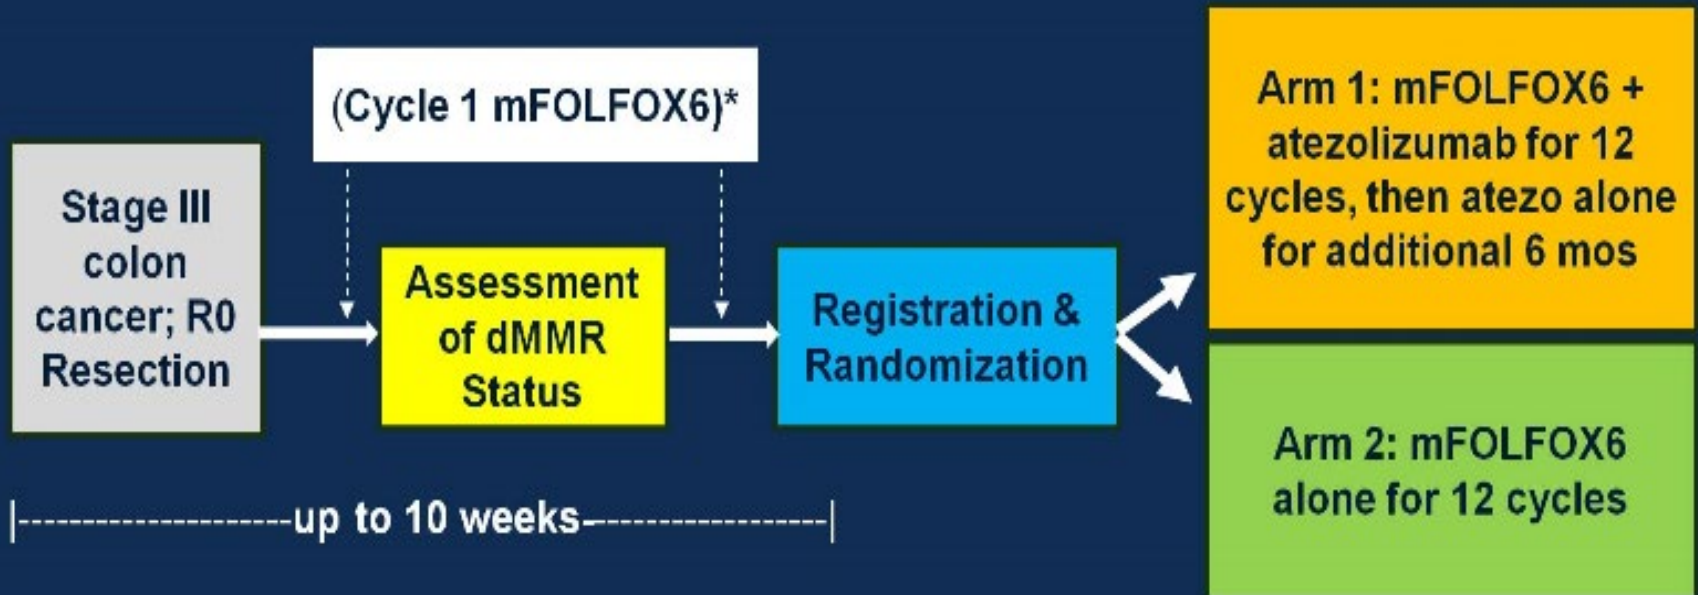 (Cycle 1 mFOLFOX6)*
Stage III
colon
cancer; R0
Resection
Assessment
of dMMR
Status
Registration &
Randomization
Arm 1: mFOLFOX6 +
atezolizumab for 12
cycles, then atezo alone
for additional 6 mos
Arm 2: mFOLFOX6
alone for 12 cycles
|---------------------up to 10 weeks-------------------|